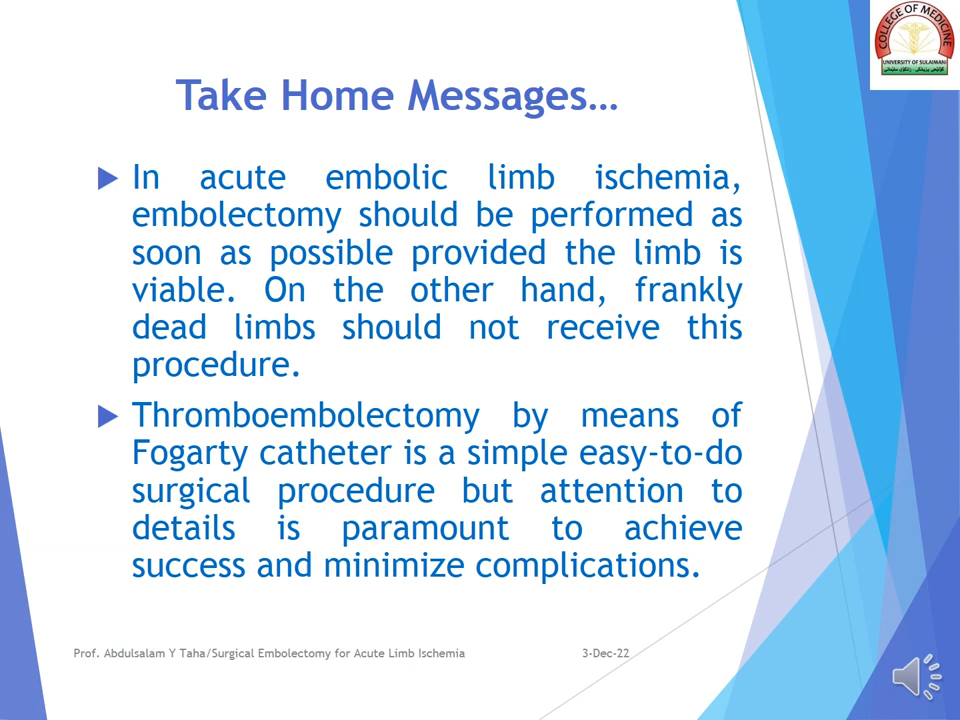 COLLEGE OF MEDICINE
UNIVERSITY OF SULAIMANI
Take Home Messages...
In acute embolic limb ischemia,
embolectomy should be performed as
soon as possible provided the limb is
viable. On the other hand, frankly
dead limbs should not receive this
procedure.
Thromboembolectomy by means of
Fogarty catheter is a simple easy-to-do
surgical procedure but attention to
details is paramount to achieve
success and minimize complications.
Prof. Abdulsalam Y Taha/Surgical Embolectomy for Acute Limb Ischemia
3-Dec-22